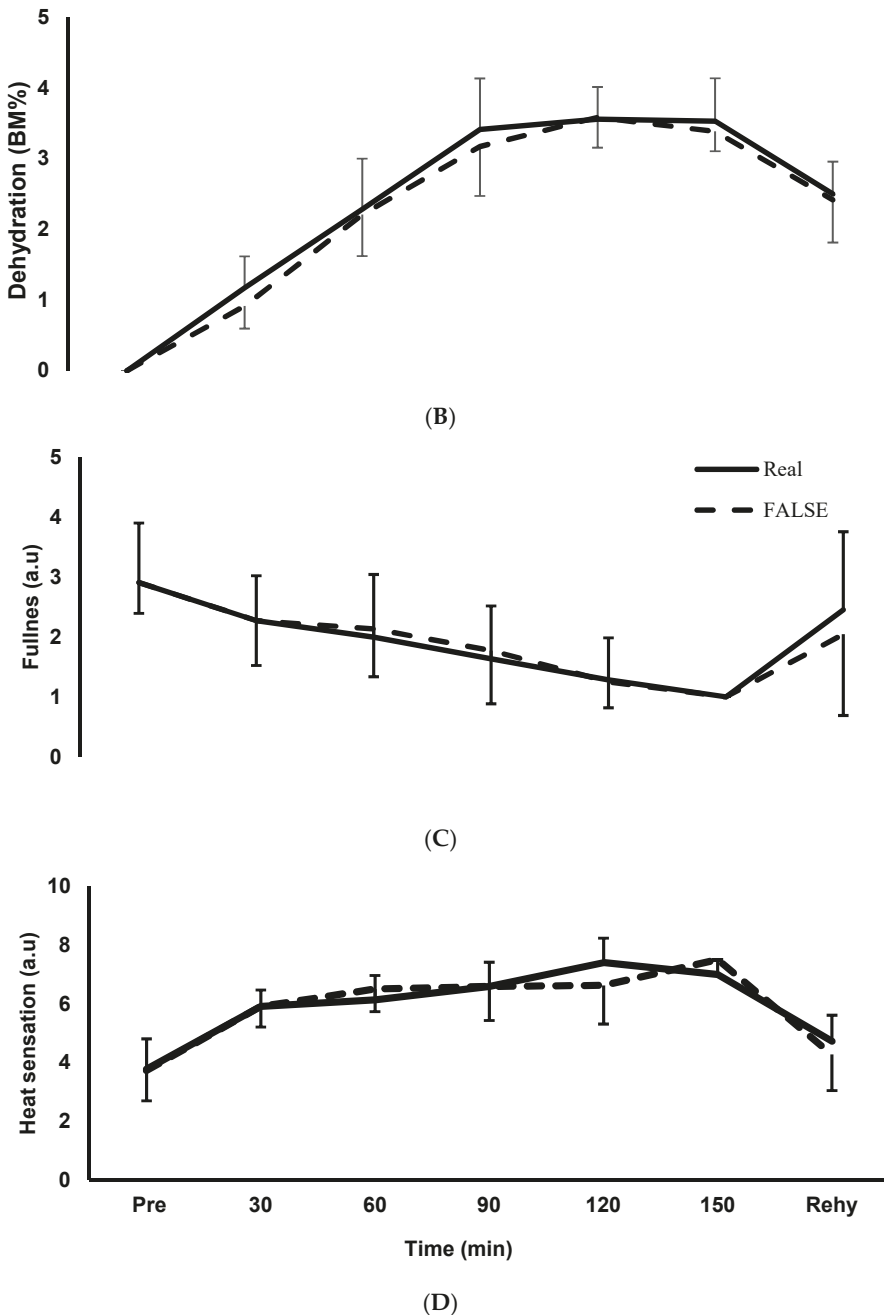 5
4
3
2
1
0
Dehydration (BM%)
(B)
5
4
3
2
1
0
Fullnes (a.u)
Real
FALSE
(C)
10
8
6
4
2
0
Heat sensation (a.u)
Pre 30 60 90 120 150 Rehy
Time (min)
(D)